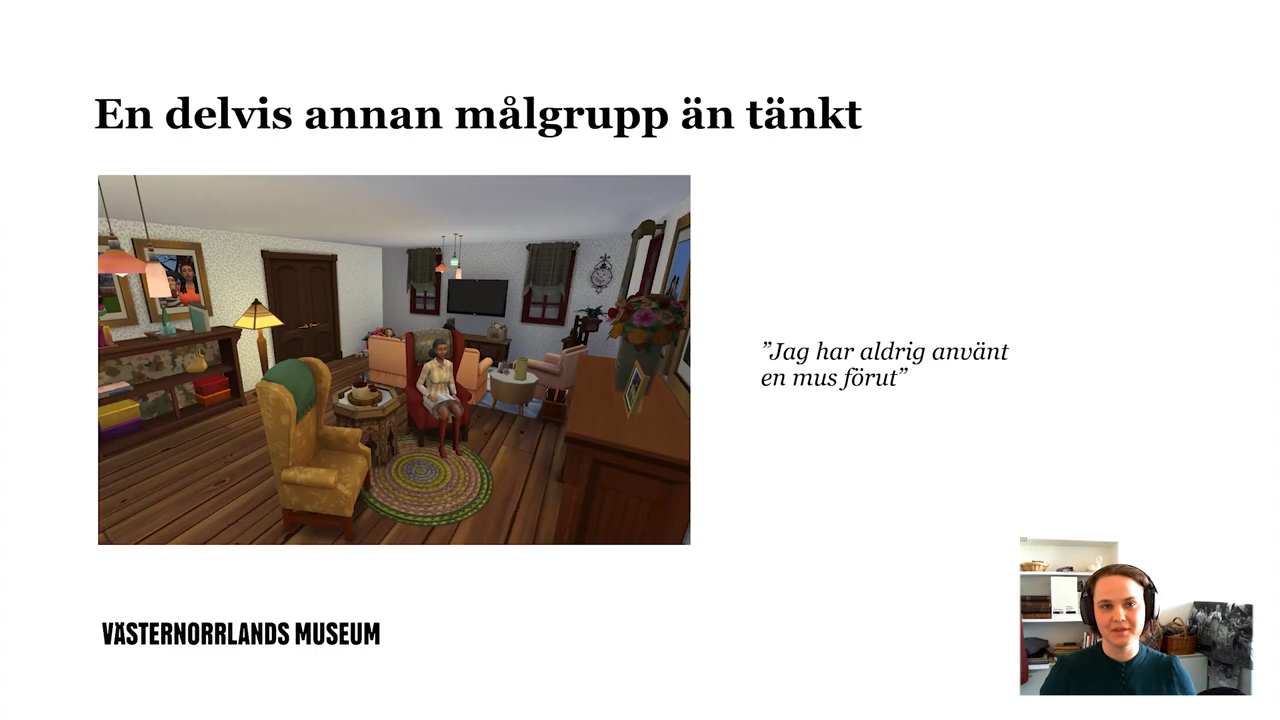 En delvis annan målgrupp än tänkt
”Jag har aldrig använt
en mus förut”
VÄSTERNORRLANDS MUSEUM